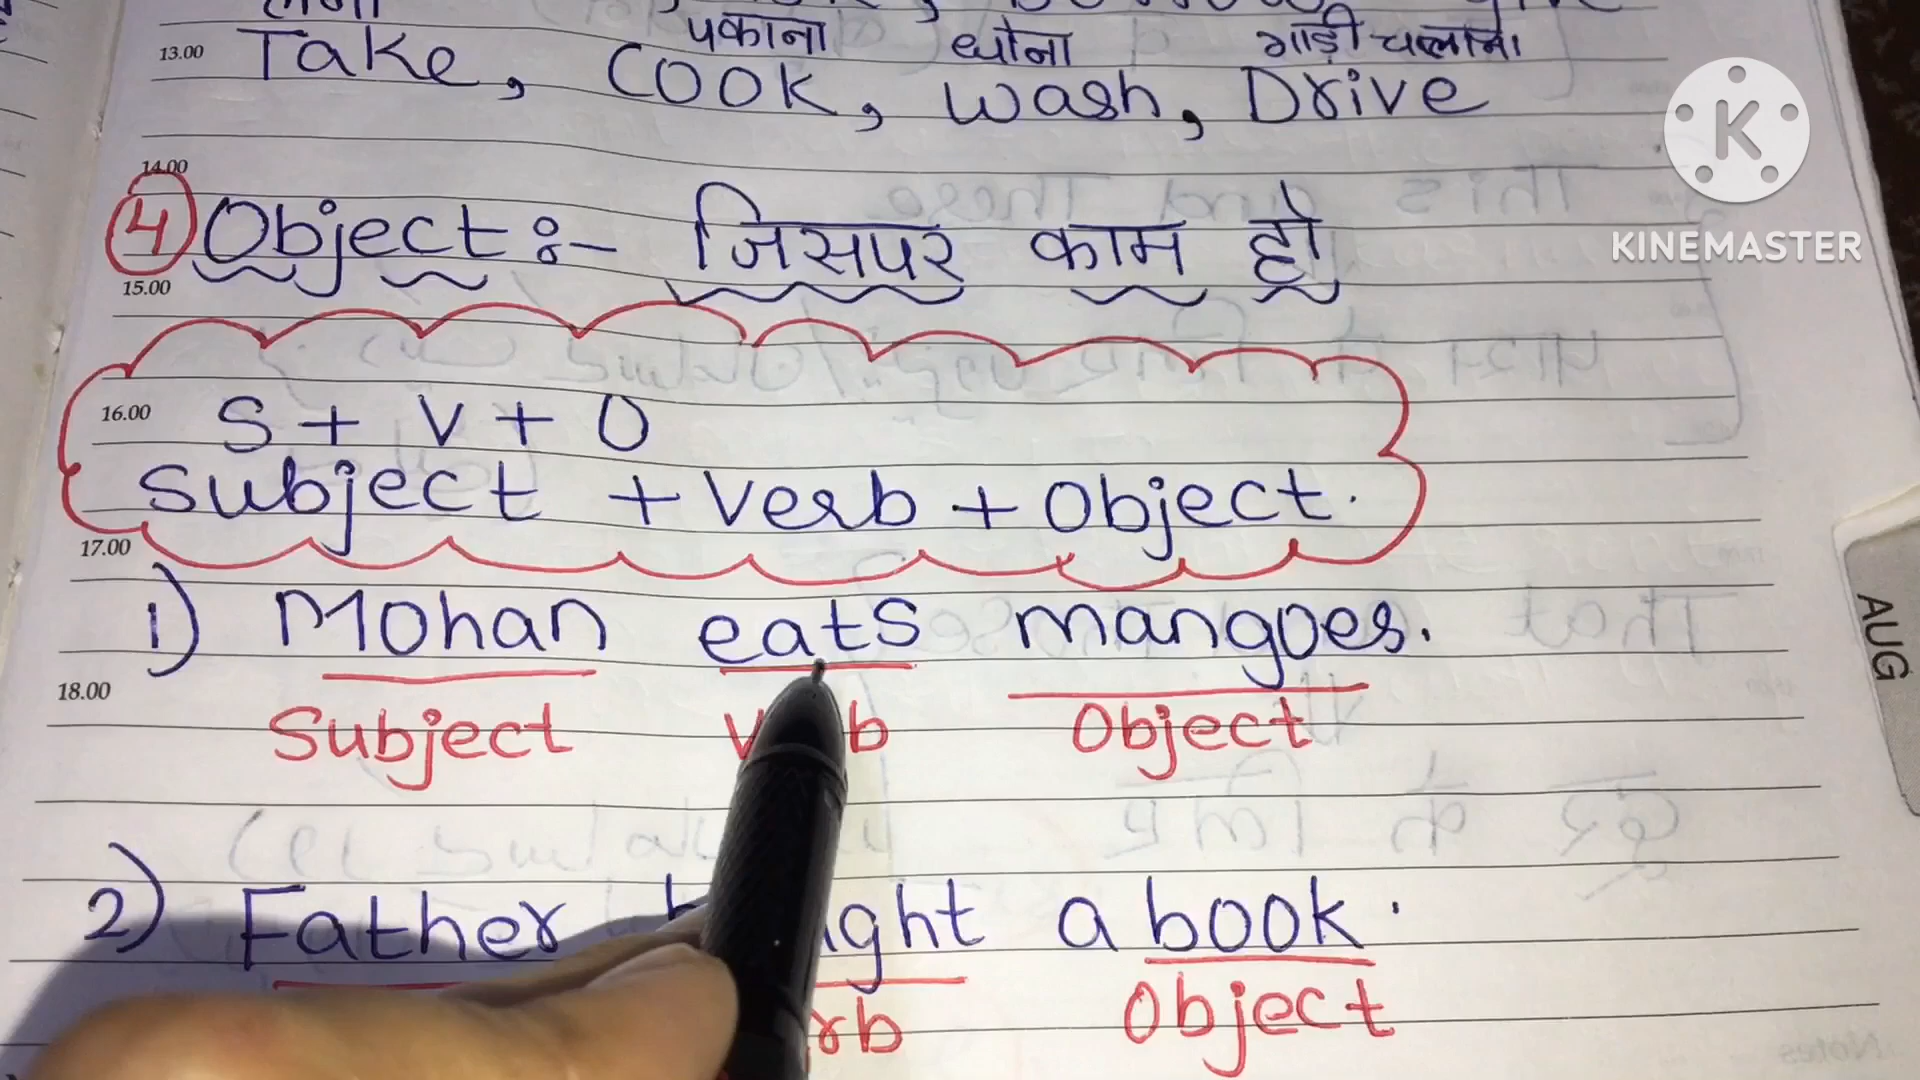 लेना
13.00 Take, पकाना COOK, धोना wash, गाड़ी चलाना Drive
14.00
4 Object :- जिसपर काम हो
15.00
16.00 S + V + O
Subject + Verb + Object.
17.00
1) Mohan eats mangoes.
18.00
Subject Object
2) Father a book.
Object
K
KINEMASTER
AUG